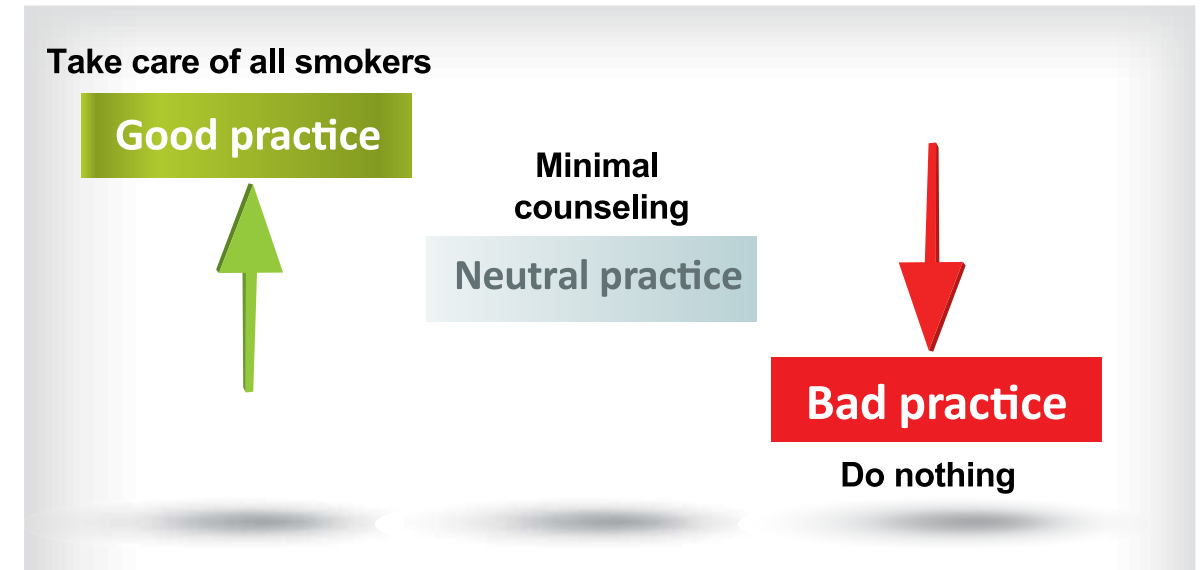 Take care of all smokers
Good practice
Minimal
counseling
Neutral practice
Bad practice
Do nothing